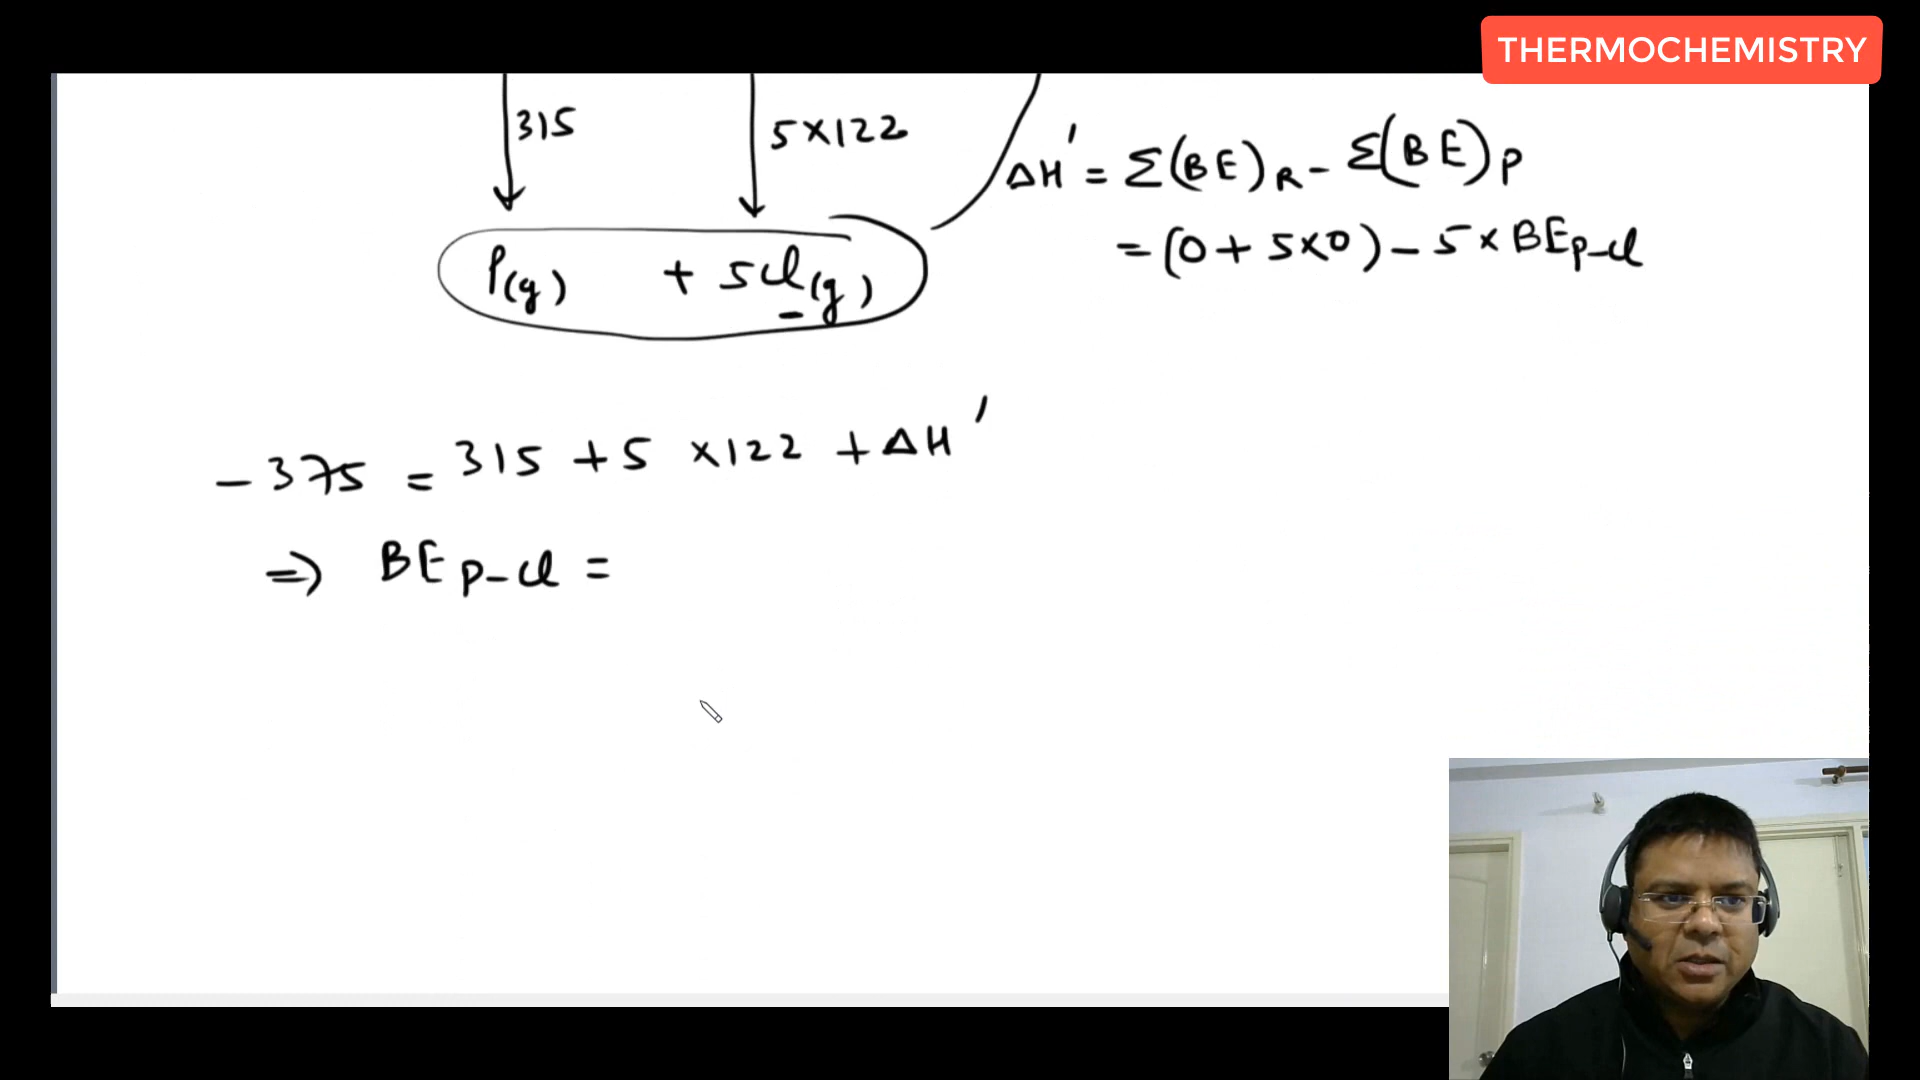 THERMOCHEMISTRY
315
5×122
ΔH' = Σ(BE)R - Σ(BE)P
= (0 + 5×0) - 5 × BEP-Cl
P(g) + 5Cl(g)
-375 = 315 + 5 ×122 + ΔH'
⇒ BEP-Cl =